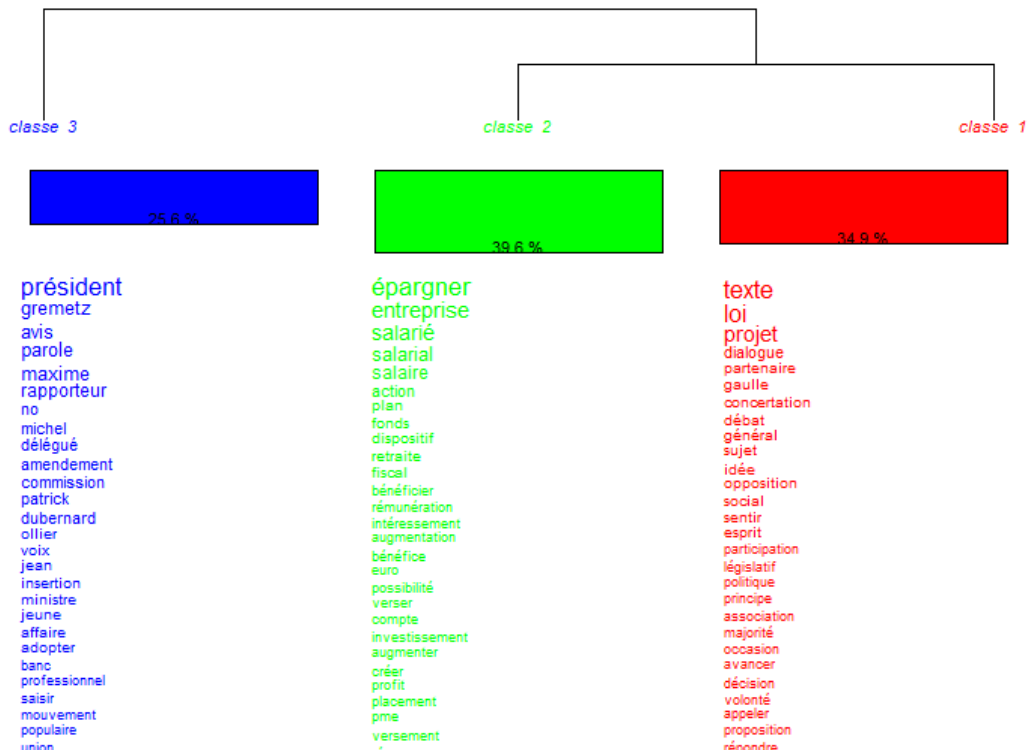 classe 3
classe 2
classe 1
25.6 %
39.6 %
34.9 %
président
gremetz
avis
parole
maxime
rapporteur
no
michel
délégué
amendement
commission
patrick
dubernard
ollier
voix
jean
insertion
ministre
jeune
affaire
adopter
banc
professionnel
saisir
mouvement
populaire
union
épargner
entreprise
salarié
salarial
salaire
action
plan
fonds
dispositif
retraite
fiscal
bénéficier
rémunération
intéressement
augmentation
bénéfice
euro
possibilité
verser
compte
investissement
augmenter
créer
profit
placement
pme
versement
texte
loi
projet
dialogue
partenaire
gaulle
concertation
débat
général
sujet
idée
opposition
social
sentir
esprit
participation
législatif
politique
principe
association
majorité
occasion
avancer
décision
volonté
appeler
proposition
répondre